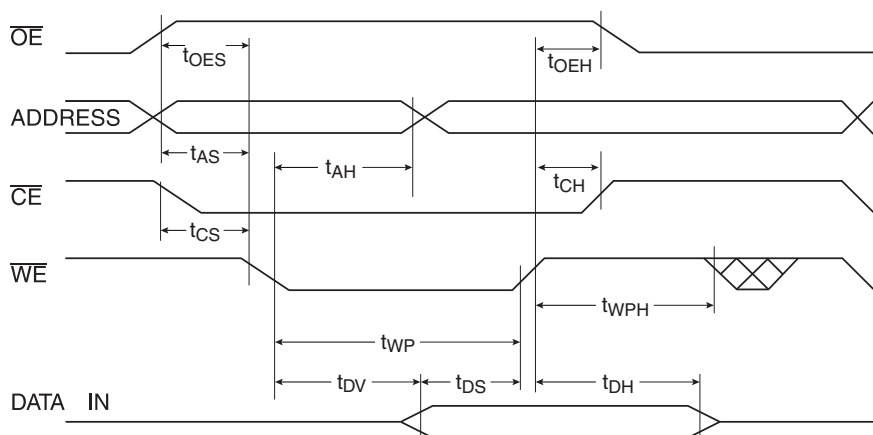 OE
tOES
tOEH
ADDRESS
tAS
tAH
tCH
CE
tCS
WE
tWPH
tWP
tDV
tDS
tDH
DATA IN